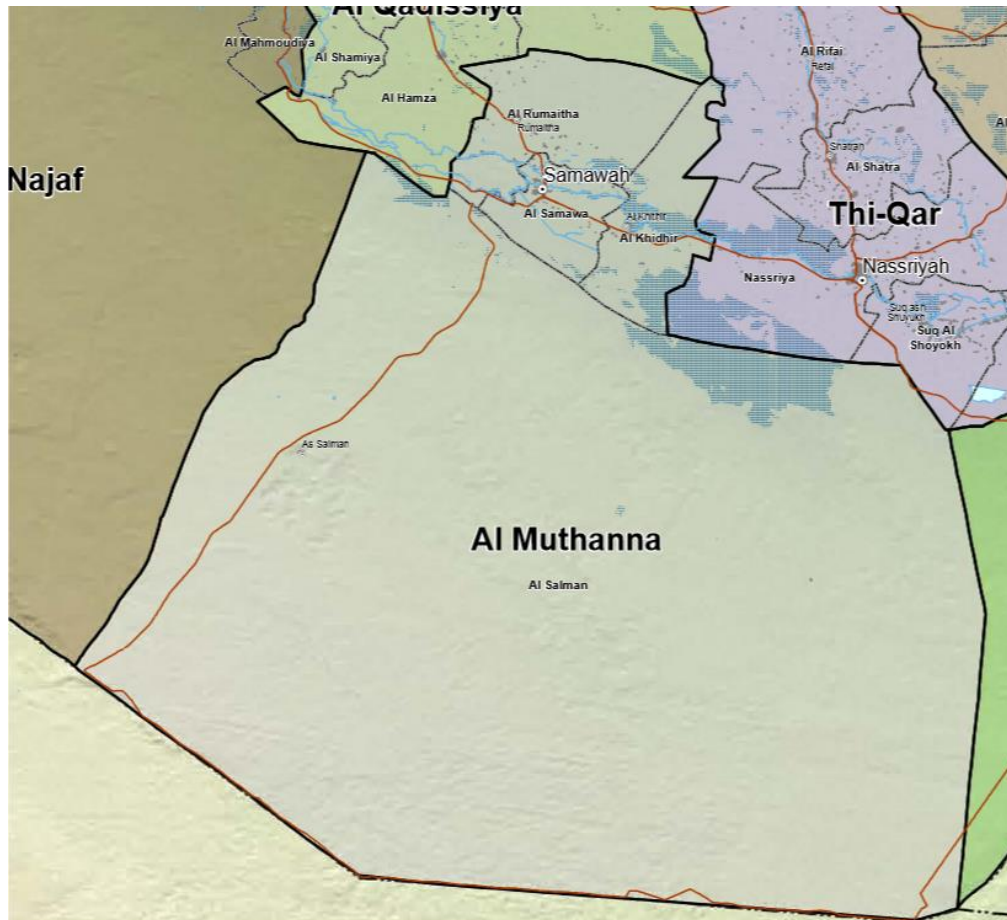 Al Qadissiya
Al Mahmoudiya
Al Shamiya
Al Rifai
Refai
Al Hamza
Al Rumaitha
Rumaitha
Shatrah
Al Shatra
Najaf
Samawah
Al Samawa
Al Khithir
Al Khidhir
Thi-Qar
Nassriya
Nassriyah
Suq ash
Shuyukh
Suq Al
Shoyokh
As Salman
Al Muthanna
Al Salman